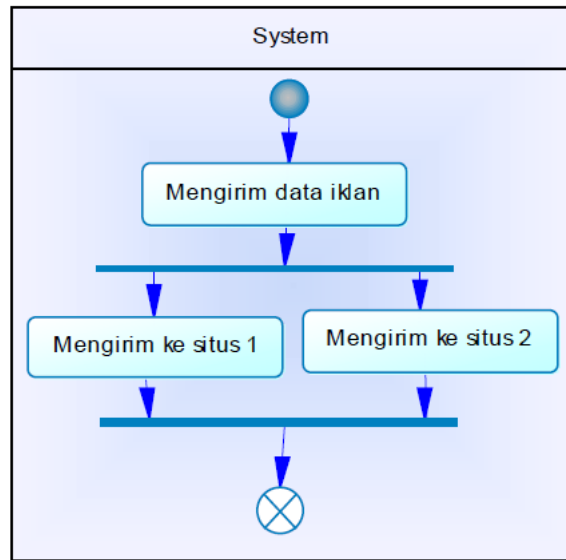 System
Mengirim data iklan
Mengirim ke situs 1
Mengirim ke situs 2